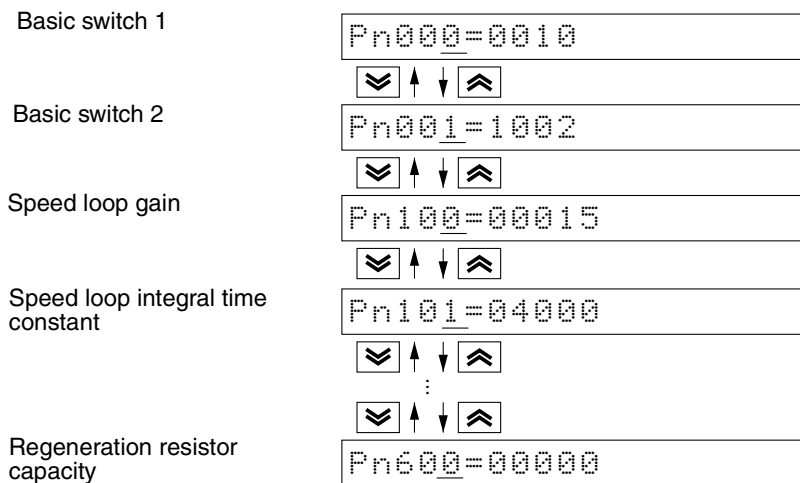 Basic switch 1
Pn000=0010
Basic switch 2
Pn001=1002
Speed loop gain
Pn100=00015
Speed loop integral time
constant
Pn101=04000
⋮
Regeneration resistor
capacity
Pn600=00000